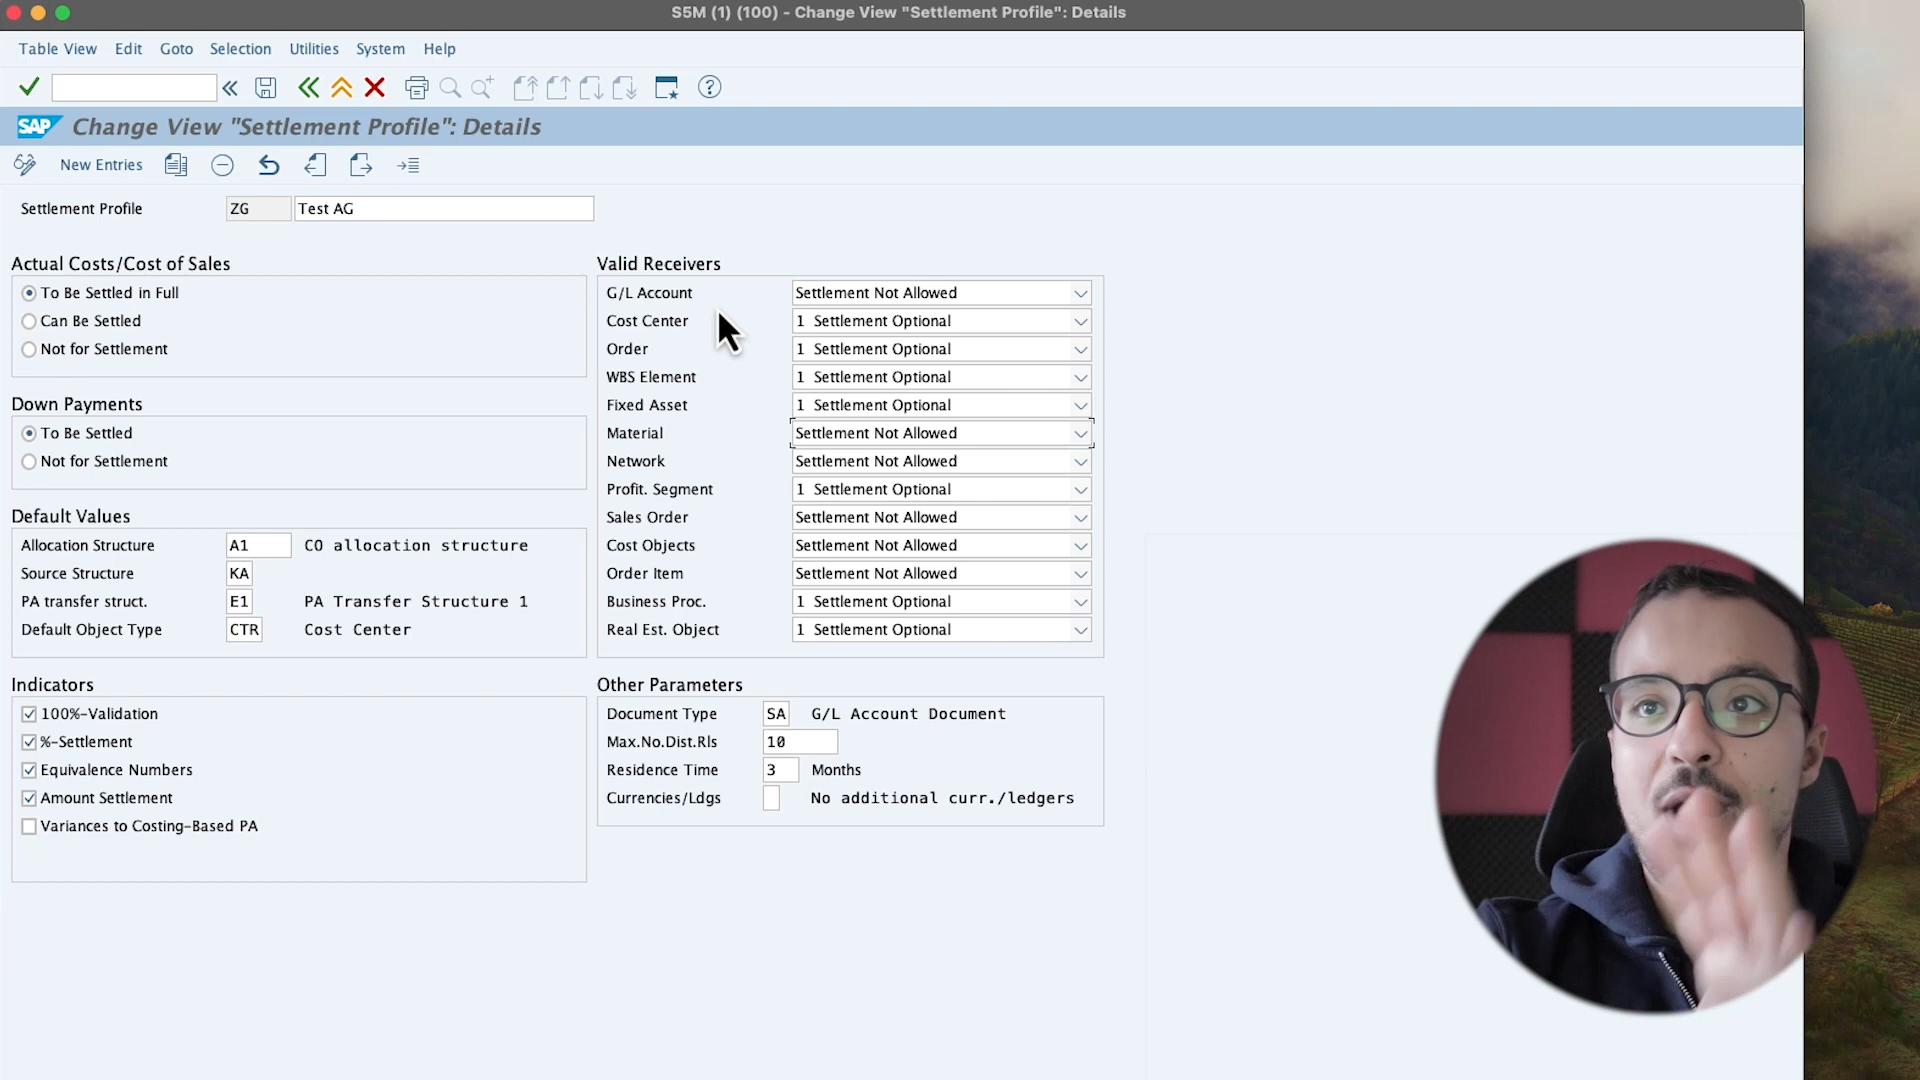 S5M (1) (100) - Change View "Settlement Profile": Details
Table View Edit Goto Selection Utilities System Help
SAP Change View "Settlement Profile": Details
New Entries
Settlement Profile ZG Test AG
Actual Costs/Cost of Sales
To Be Settled in Full
Can Be Settled
Not for Settlement
Down Payments
To Be Settled
Not for Settlement
Default Values
Allocation Structure A1 CO allocation structure
Source Structure KA
PA transfer struct. E1 PA Transfer Structure 1
Default Object Type CTR Cost Center
Indicators
100%-Validation
%-Settlement
Equivalence Numbers
Amount Settlement
Variances to Costing-Based PA
Valid Receivers
G/L Account Settlement Not Allowed
Cost Center 1 Settlement Optional
Order 1 Settlement Optional
WBS Element 1 Settlement Optional
Fixed Asset 1 Settlement Optional
Material Settlement Not Allowed
Network Settlement Not Allowed
Profit. Segment 1 Settlement Optional
Sales Order Settlement Not Allowed
Cost Objects Settlement Not Allowed
Order Item Settlement Not Allowed
Business Proc. 1 Settlement Optional
Real Est. Object 1 Settlement Optional
Other Parameters
Document Type SA G/L Account Document
Max.No.Dist.Rls 10
Residence Time 3 Months
Currencies/Ldgs No additional curr./ledgers